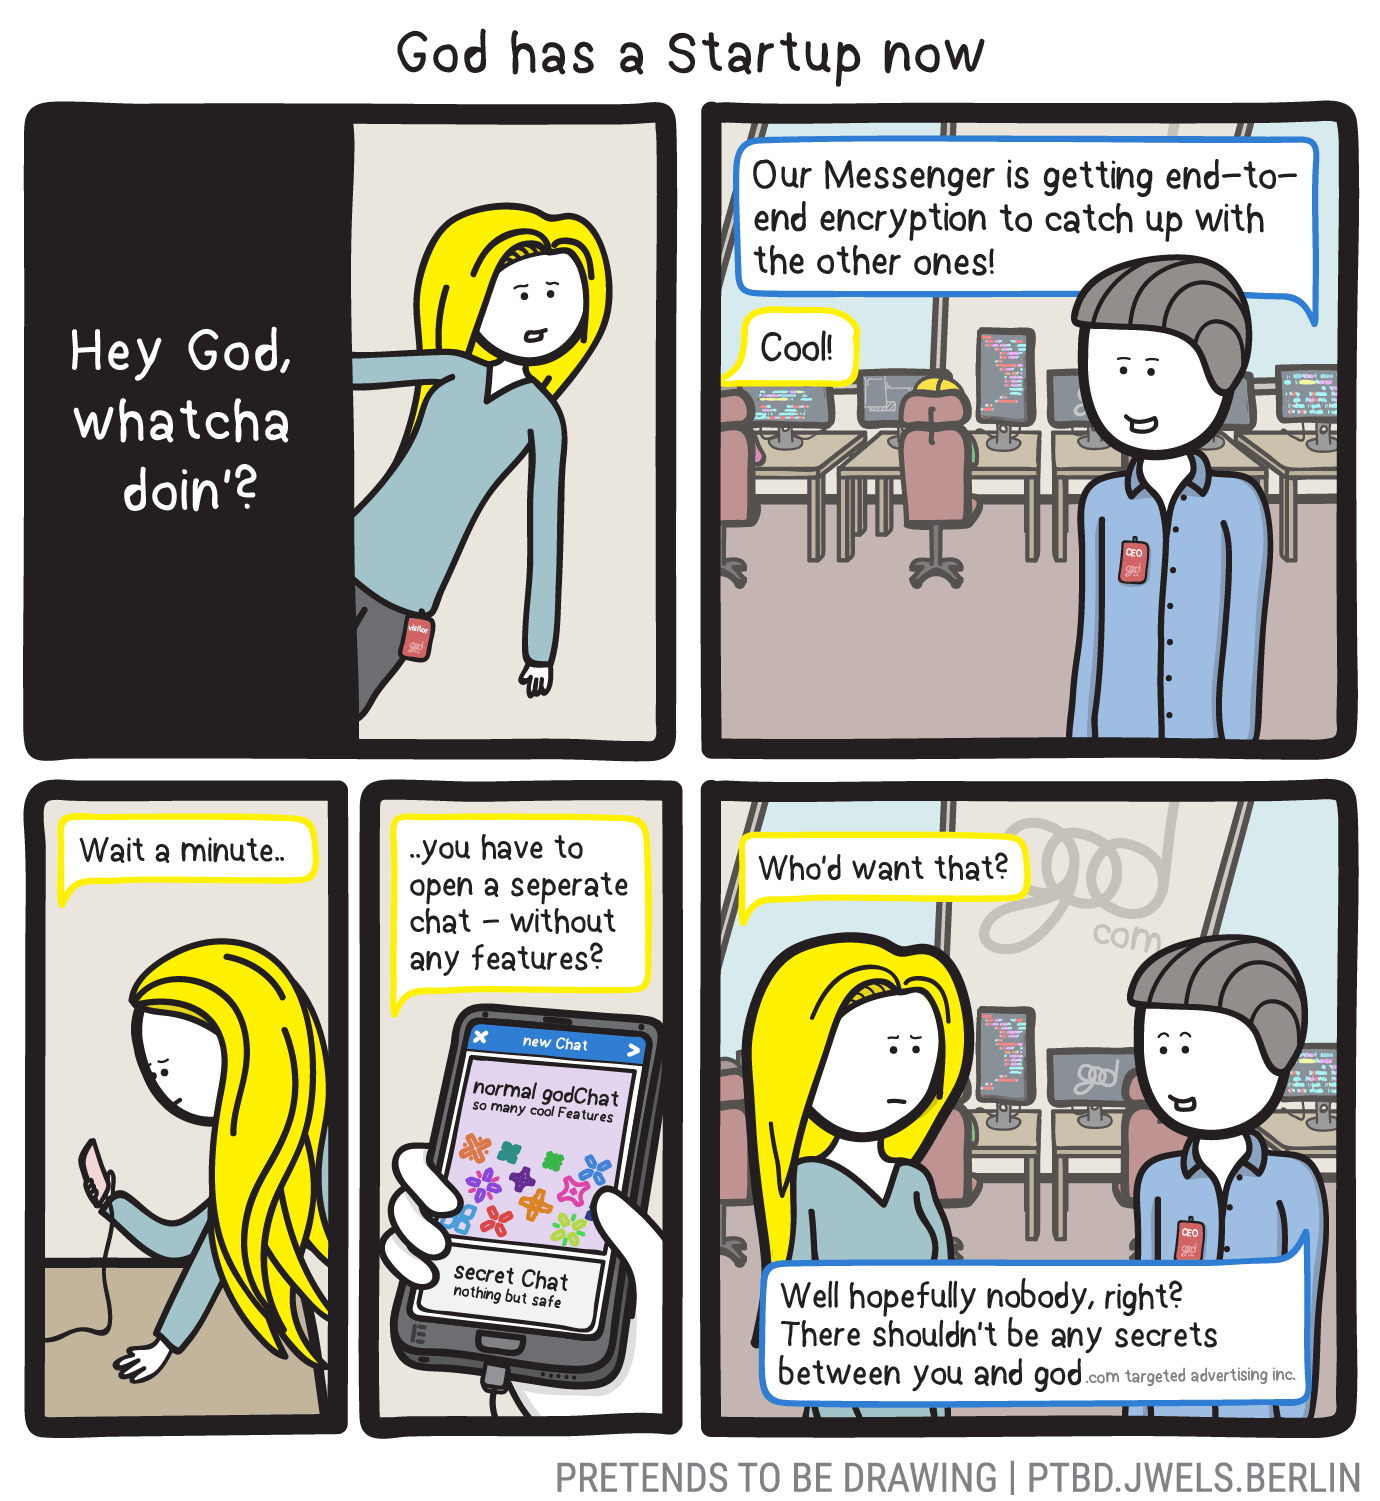 God has a Startup now
Hey God,
whatcha
doin'?
visitor
god
Our Messenger is getting end-to-
end encryption to catch up with
the other ones!
Cool!
CEO
god
Wait a minute..
..you have to
open a seperate
chat - without
any features?
new Chat
normal godChat
so many cool Features
secret Chat
nothing but safe
Who'd want that?
god
com
god
CEO
god
Well hopefully nobody, right?
There shouldn't be any secrets
between you and god.com targeted advertising inc.
PRETENDS TO BE DRAWING | PTBD.JWELS.BERLIN